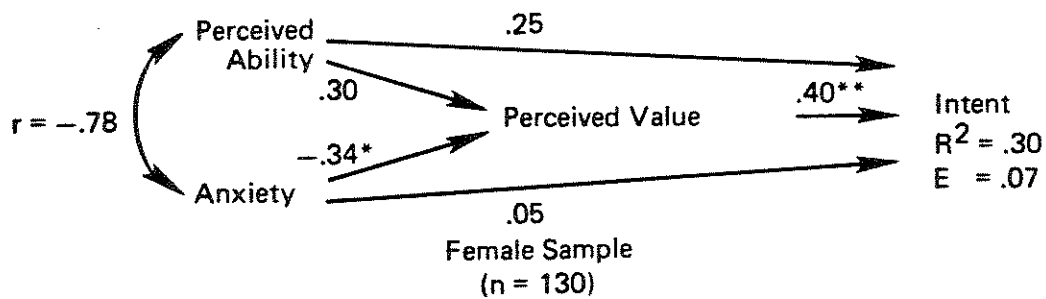 Perceived
Ability
.25
.30
r = −.78
Perceived Value
.40**
Intent
R² = .30
E = .07
−.34*
Anxiety
.05
Female Sample
(n = 130)